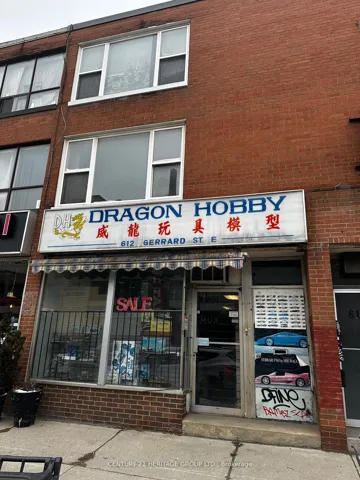 DH
DRAGON HOBBY
威龍玩具模型
612 GERRARD ST. E
SALE
CENTURY 21 HERITAGE GROUP LTD., Brokerage